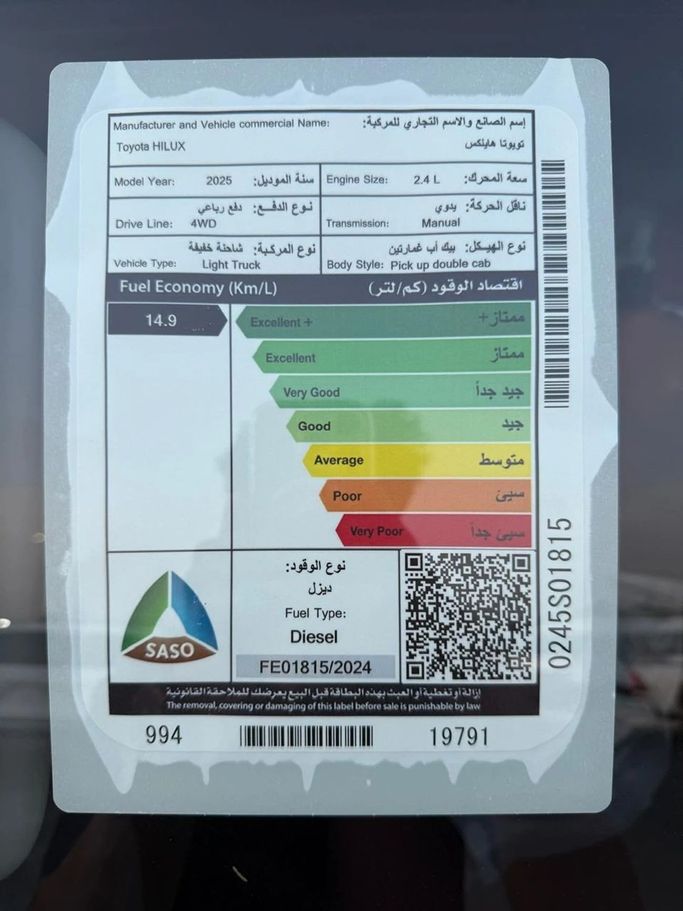 Manufacturer and Vehicle commercial Name: إسم الصانع والاسم التجاري للمركبة:
Toyota HILUX تويوتا هايلكس
Model Year: 2025 سنة الموديل:
Engine Size: 2.4 L سعة المحرك:
نوع الدفع: دفع رباعي
Drive Line: 4WD
ناقل الحركة: يدوي
Transmission: Manual
نوع المركبة: شاحنة خفيفة
Vehicle Type: Light Truck
نوع الهيكل: بيك أب غمارتين
Body Style: Pick up double cab
Fuel Economy (Km/L) اقتصاد الوقود (كم/لتر)
14.9
Excellent + ممتاز +
Excellent ممتاز
Very Good جيد جداً
Good جيد
Average متوسط
Poor سيئ
Very Poor سيئ جداً
SASO
نوع الوقود:
ديزل
Fuel Type:
Diesel
FE01815/2024
إزالة أو تغطية أو العبث بهذه البطاقة قبل البيع يعرضك للملاحقة القانونية
The removal, covering or damaging of this label before sale is punishable by law
994 19791
0245S01815